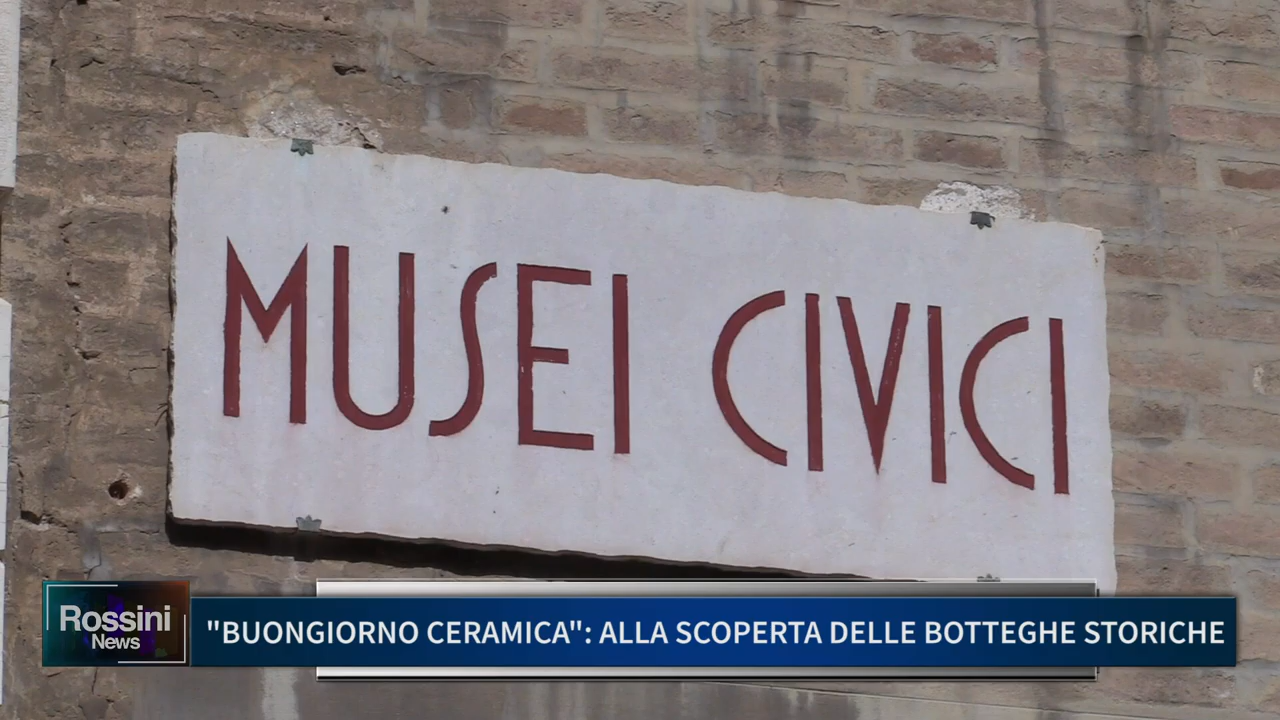 MUSEI CIVICI
Rossini
News
"BUONGIORNO CERAMICA": ALLA SCOPERTA DELLE BOTTEGHE STORICHE